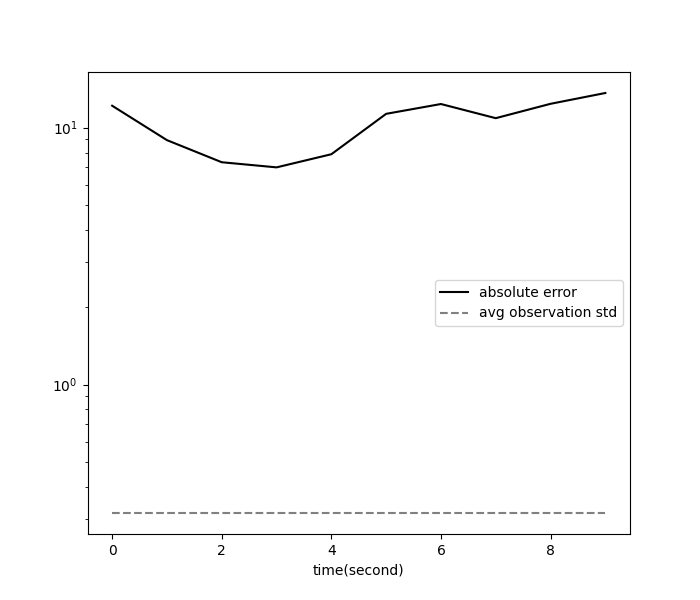 10¹
10⁰
absolute error
avg observation std
0 2 4 6 8
time(second)